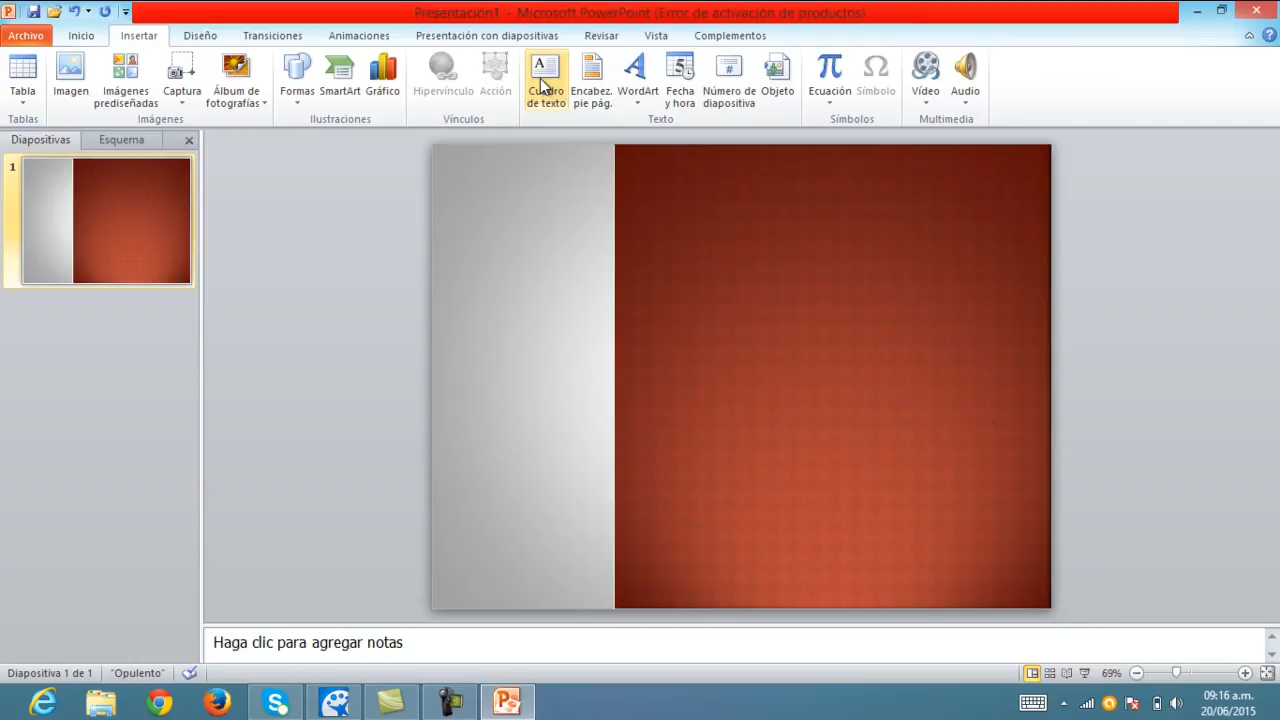 Presentación1 - Microsoft PowerPoint (Error de activación de productos)
Archivo Inicio Insertar Diseño Transiciones Animaciones Presentación con diapositivas Revisar Vista Complementos
Tabla
Imagen
Imágenes prediseñadas
Captura
Álbum de fotografías
Formas
SmartArt
Gráfico
Hipervínculo
Acción
A
Cuadro de texto
Encabez. pie pág.
A
WordArt
5
Fecha y hora
#
Número de diapositiva
Objeto
π
Ecuación
Ω
Símbolo
Vídeo
Audio
Tablas Imágenes Ilustraciones Vínculos Texto Símbolos Multimedia
Diapositivas Esquema
1
Haga clic para agregar notas
Diapositiva 1 de 1 "Opulento" 69%
09:16 a.m.
20/06/2015